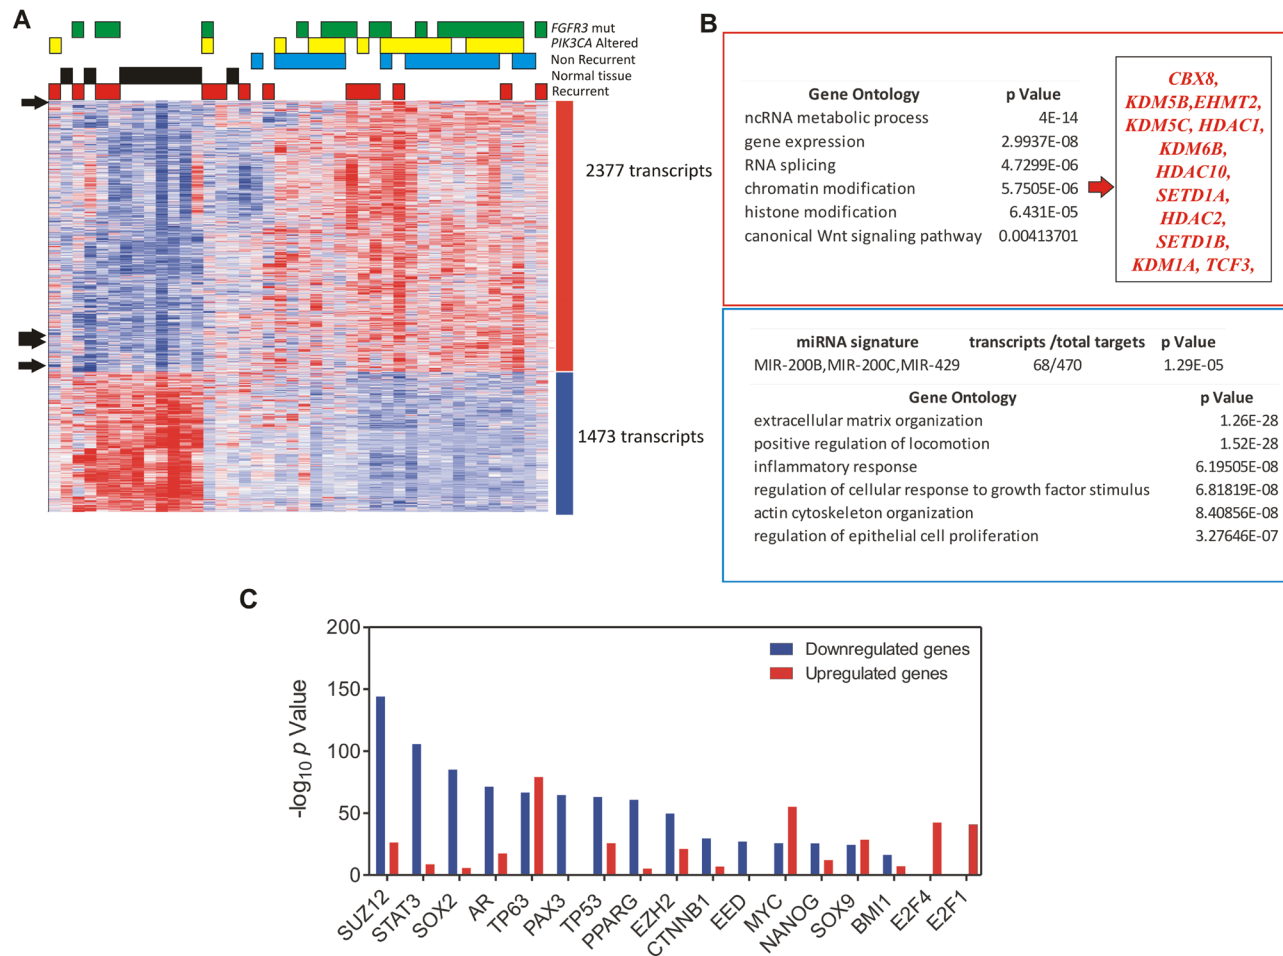 A
FGFR3 mut
PIK3CA Altered
Non Recurrent
Normal tissue
Recurrent
2377 transcripts
1473 transcripts
B
Gene Ontology p Value
ncRNA metabolic process 4E-14
gene expression 2.9937E-08
RNA splicing 4.7299E-06
chromatin modification 5.7505E-06
histone modification 6.431E-05
canonical Wnt signaling pathway 0.00413701
CBX8,
KDM5B,EHMT2,
KDM5C, HDAC1,
KDM6B,
HDAC10,
SETD1A,
HDAC2,
SETD1B,
KDM1A, TCF3,
miRNA signature transcripts /total targets p Value
MIR-200B,MIR-200C,MIR-429 68/470 1.29E-05
Gene Ontology p Value
extracellular matrix organization 1.26E-28
positive regulation of locomotion 1.52E-28
inflammatory response 6.19505E-08
regulation of cellular response to growth factor stimulus 6.81819E-08
actin cytoskeleton organization 8.40856E-08
regulation of epithelial cell proliferation 3.27646E-07
C
-log10 p Value
200
150
100
50
0
Downregulated genes
Upregulated genes
SUZ12
STAT3
SOX2
AR
TP63
PAX3
TP53
PPARG
EZH2
CTNNB1
EED
MYC
NANOG
SOX9
BMI1
E2F4
E2F1